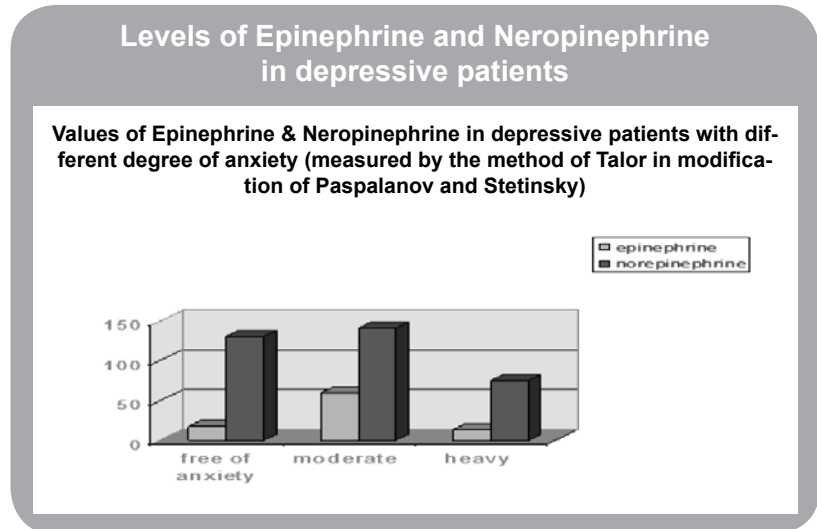 Levels of Epinephrine and Neropinephrine
in depressive patients
Values of Epinephrine & Neropinephrine in depressive patients with dif-
ferent degree of anxiety (measured by the method of Talor in modifica-
tion of Paspalanov and Stetinsky)
epinephrine
norepinephrine
150
100
50
0
free of
anxiety
moderate
heavy